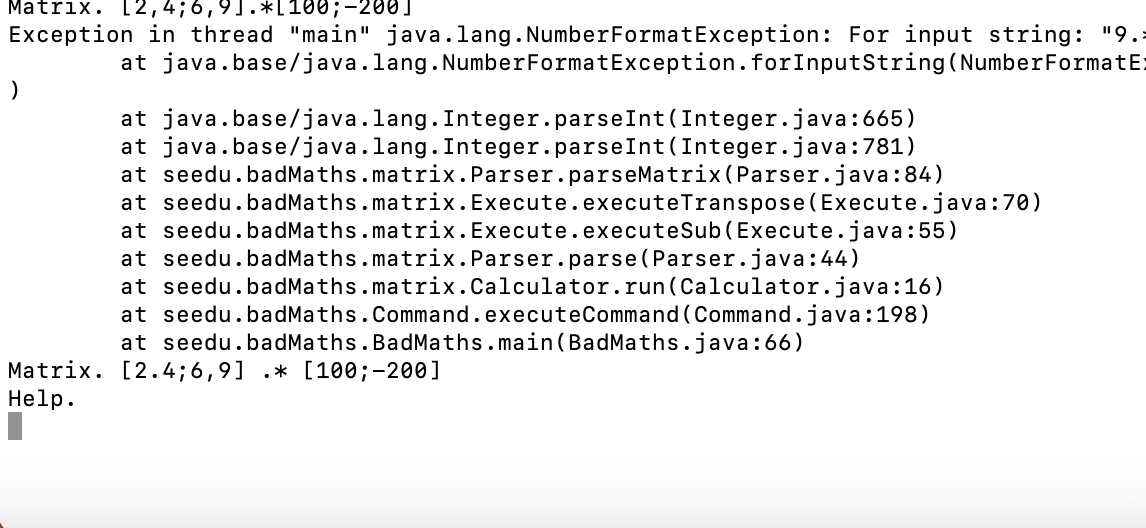 Matrix. [2,4;6,9].*[100;-200]
Exception in thread "main" java.lang.NumberFormatException: For input string: "9.
at java.base/java.lang.NumberFormatException.forInputString(NumberFormatE
)
at java.base/java.lang.Integer.parseInt(Integer.java:665)
at java.base/java.lang.Integer.parseInt(Integer.java:781)
at seedu.badMaths.matrix.Parser.parseMatrix(Parser.java:84)
at seedu.badMaths.matrix.Execute.executeTranspose(Execute.java:70)
at seedu.badMaths.matrix.Execute.executeSub(Execute.java:55)
at seedu.badMaths.matrix.Parser.parse(Parser.java:44)
at seedu.badMaths.matrix.Calculator.run(Calculator.java:16)
at seedu.badMaths.Command.executeCommand(Command.java:198)
at seedu.badMaths.BadMaths.main(BadMaths.java:66)
Matrix. [2.4;6,9] .* [100;-200]
Help.